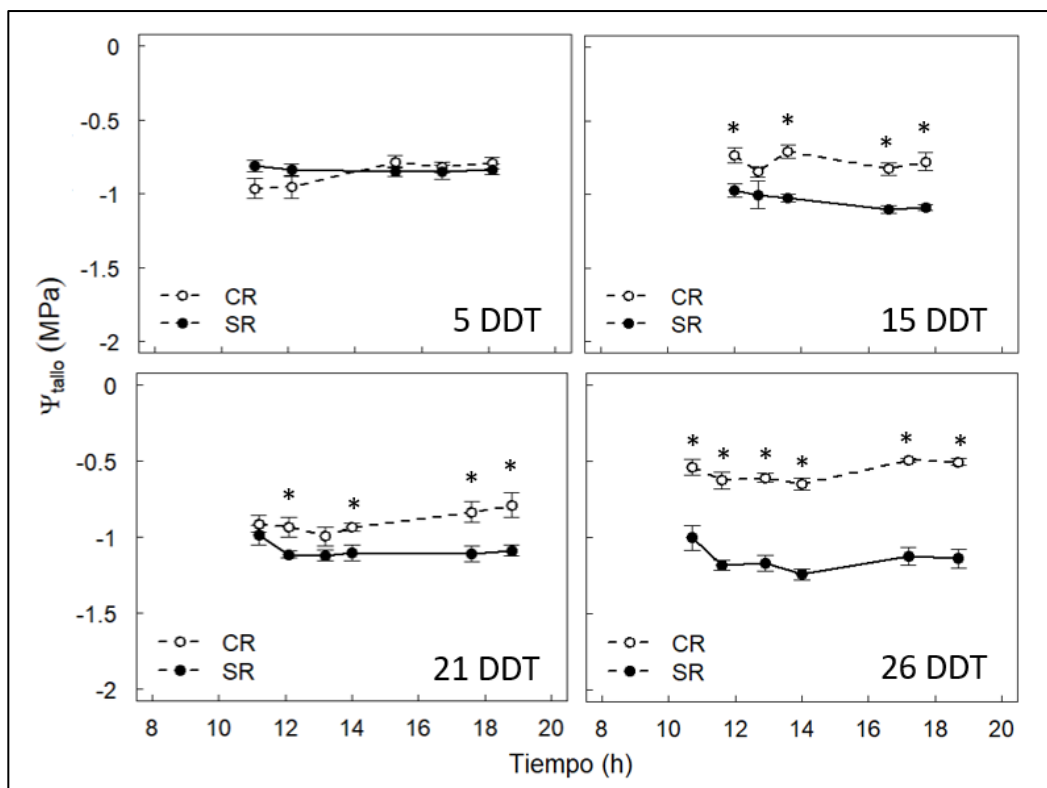 Ψtallo (MPa)
0
-0.5
-1
-1.5
-2
CR
SR
5 DDT
* * * *
CR
SR
15 DDT
0
-0.5
-1
-1.5
-2
* * * *
CR
SR
21 DDT
* * * * * *
CR
SR
26 DDT
8 10 12 14 16 18 20
8 10 12 14 16 18 20
Tiempo (h)